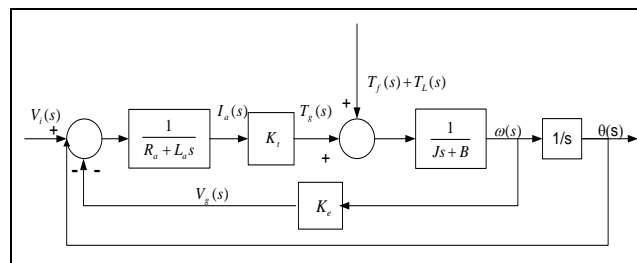 T_f(s)+T_L(s)
V_i(s) I_a(s) T_g(s) ω(s) θ(s)
+ + +
1/(R_a + L_a s) K_t 1/(Js + B) 1/s
- -
V_g(s) K_e